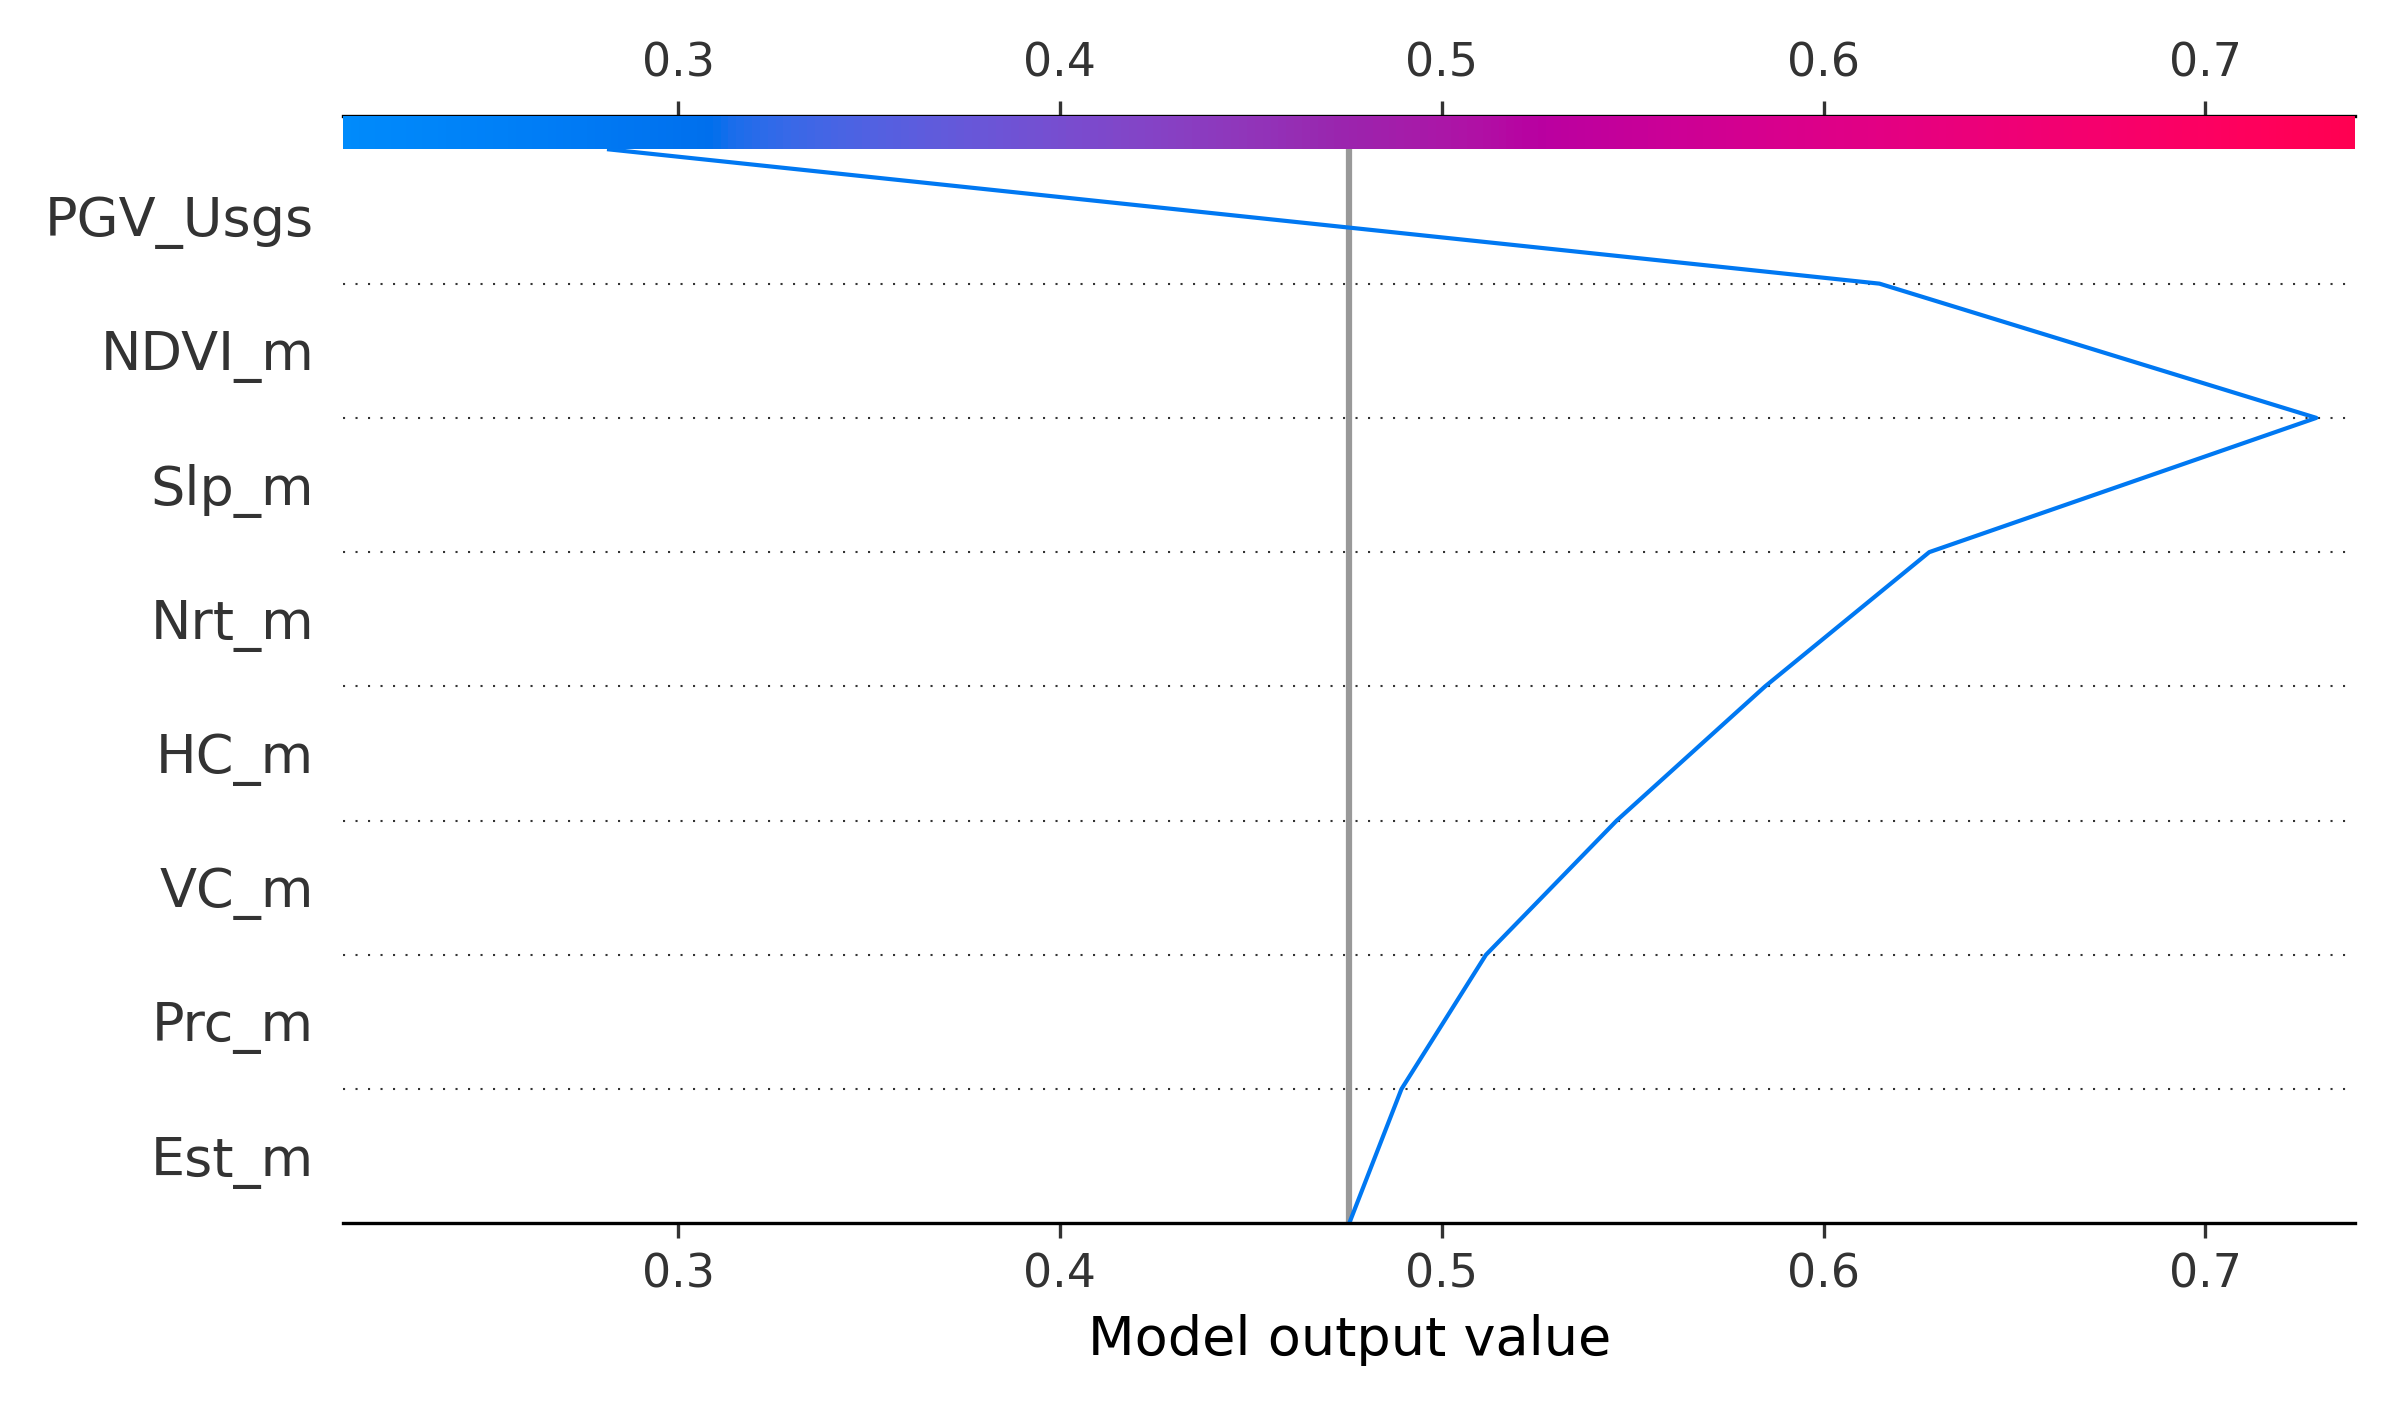 0.3 0.4 0.5 0.6 0.7
PGV_Usgs
NDVI_m
Slp_m
Nrt_m
HC_m
VC_m
Prc_m
Est_m
0.3 0.4 0.5 0.6 0.7
Model output value